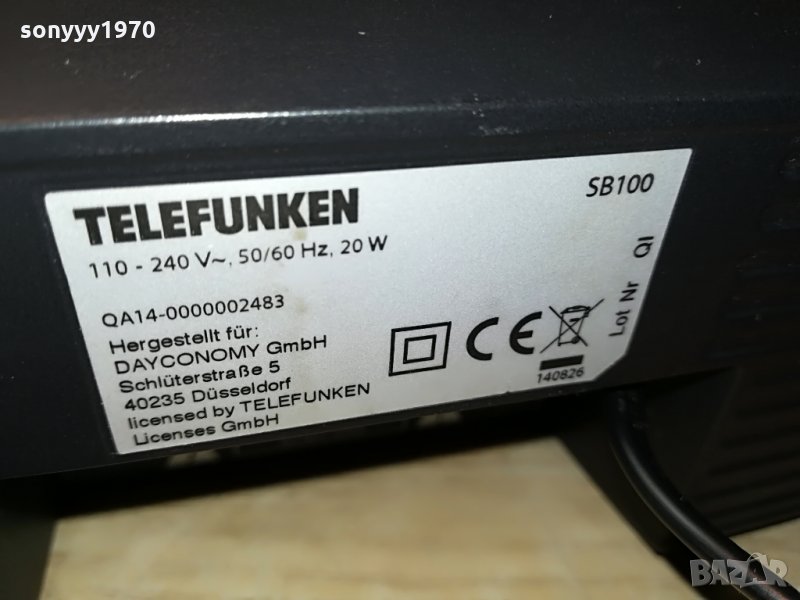 sonyyy1970
TELEFUNKEN
SB100
110 - 240 V~, 50/60 Hz, 20 W
QA14-0000002483
Hergestellt für:
DAYCONOMY GmbH
Schlüterstraße 5
40235 Düsseldorf
licensed by TELEFUNKEN
Licenses GmbH
CE
140826
Lot Nr QI
BAZAR